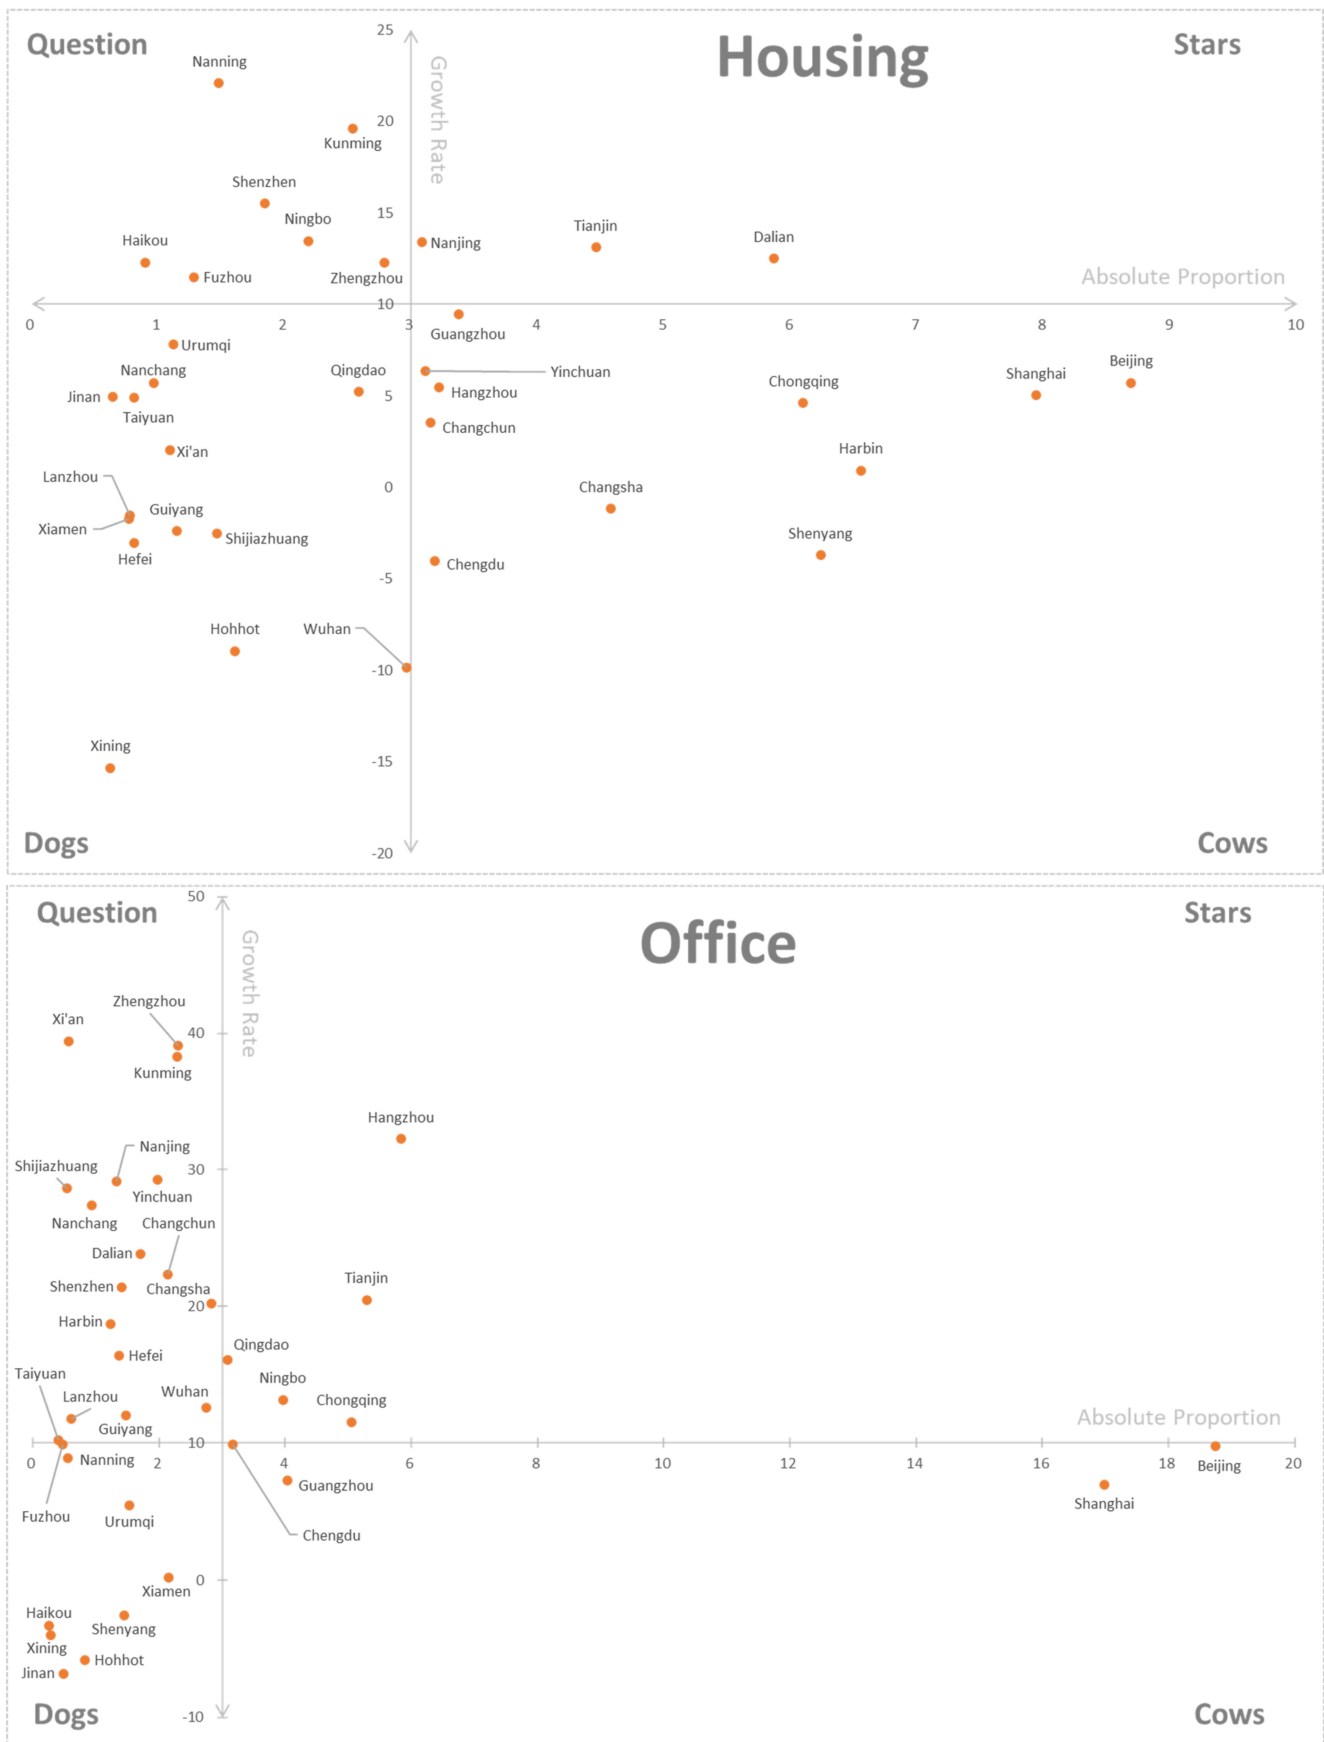 Question
25
Housing
Stars
Growth Rate
Nanning
20
Kunming
Shenzhen
15
Ningbo
Tianjin
Haikou
Nanjing
Dalian
Fuzhou
Zhengzhou
Absolute Proportion
10
0 1 2 3 4 5 6 7 8 9 10
Guangzhou
Urumqi
Nanchang
Qingdao
Yinchuan
Beijing
Shanghai
Chongqing
Jinan
5
Hangzhou
Taiyuan
Changchun
Xi'an
Harbin
Lanzhou
0
Changsha
Guiyang
Xiamen
Shijiazhuang
Shenyang
Hefei
Chengdu
-5
Hohhot
Wuhan
-10
Xining
-15
Dogs
Cows
-20
50
Question
Stars
Office
Growth Rate
Zhengzhou
Xi'an
40
Kunming
Hangzhou
Nanjing
Shijiazhuang
30
Yinchuan
Nanchang
Changchun
Dalian
Tianjin
Shenzhen
Changsha
20
Harbin
Qingdao
Hefei
Taiyuan
Ningbo
Wuhan
Lanzhou
Chongqing
Guiyang
Absolute Proportion
10
Nanning
0 2 4 6 8 10 12 14 16 18 20
Beijing
Guangzhou
Shanghai
Fuzhou
Urumqi
Chengdu
0
Xiamen
Haikou
Shenyang
Xining
Hohhot
Jinan
Dogs
-10
Cows